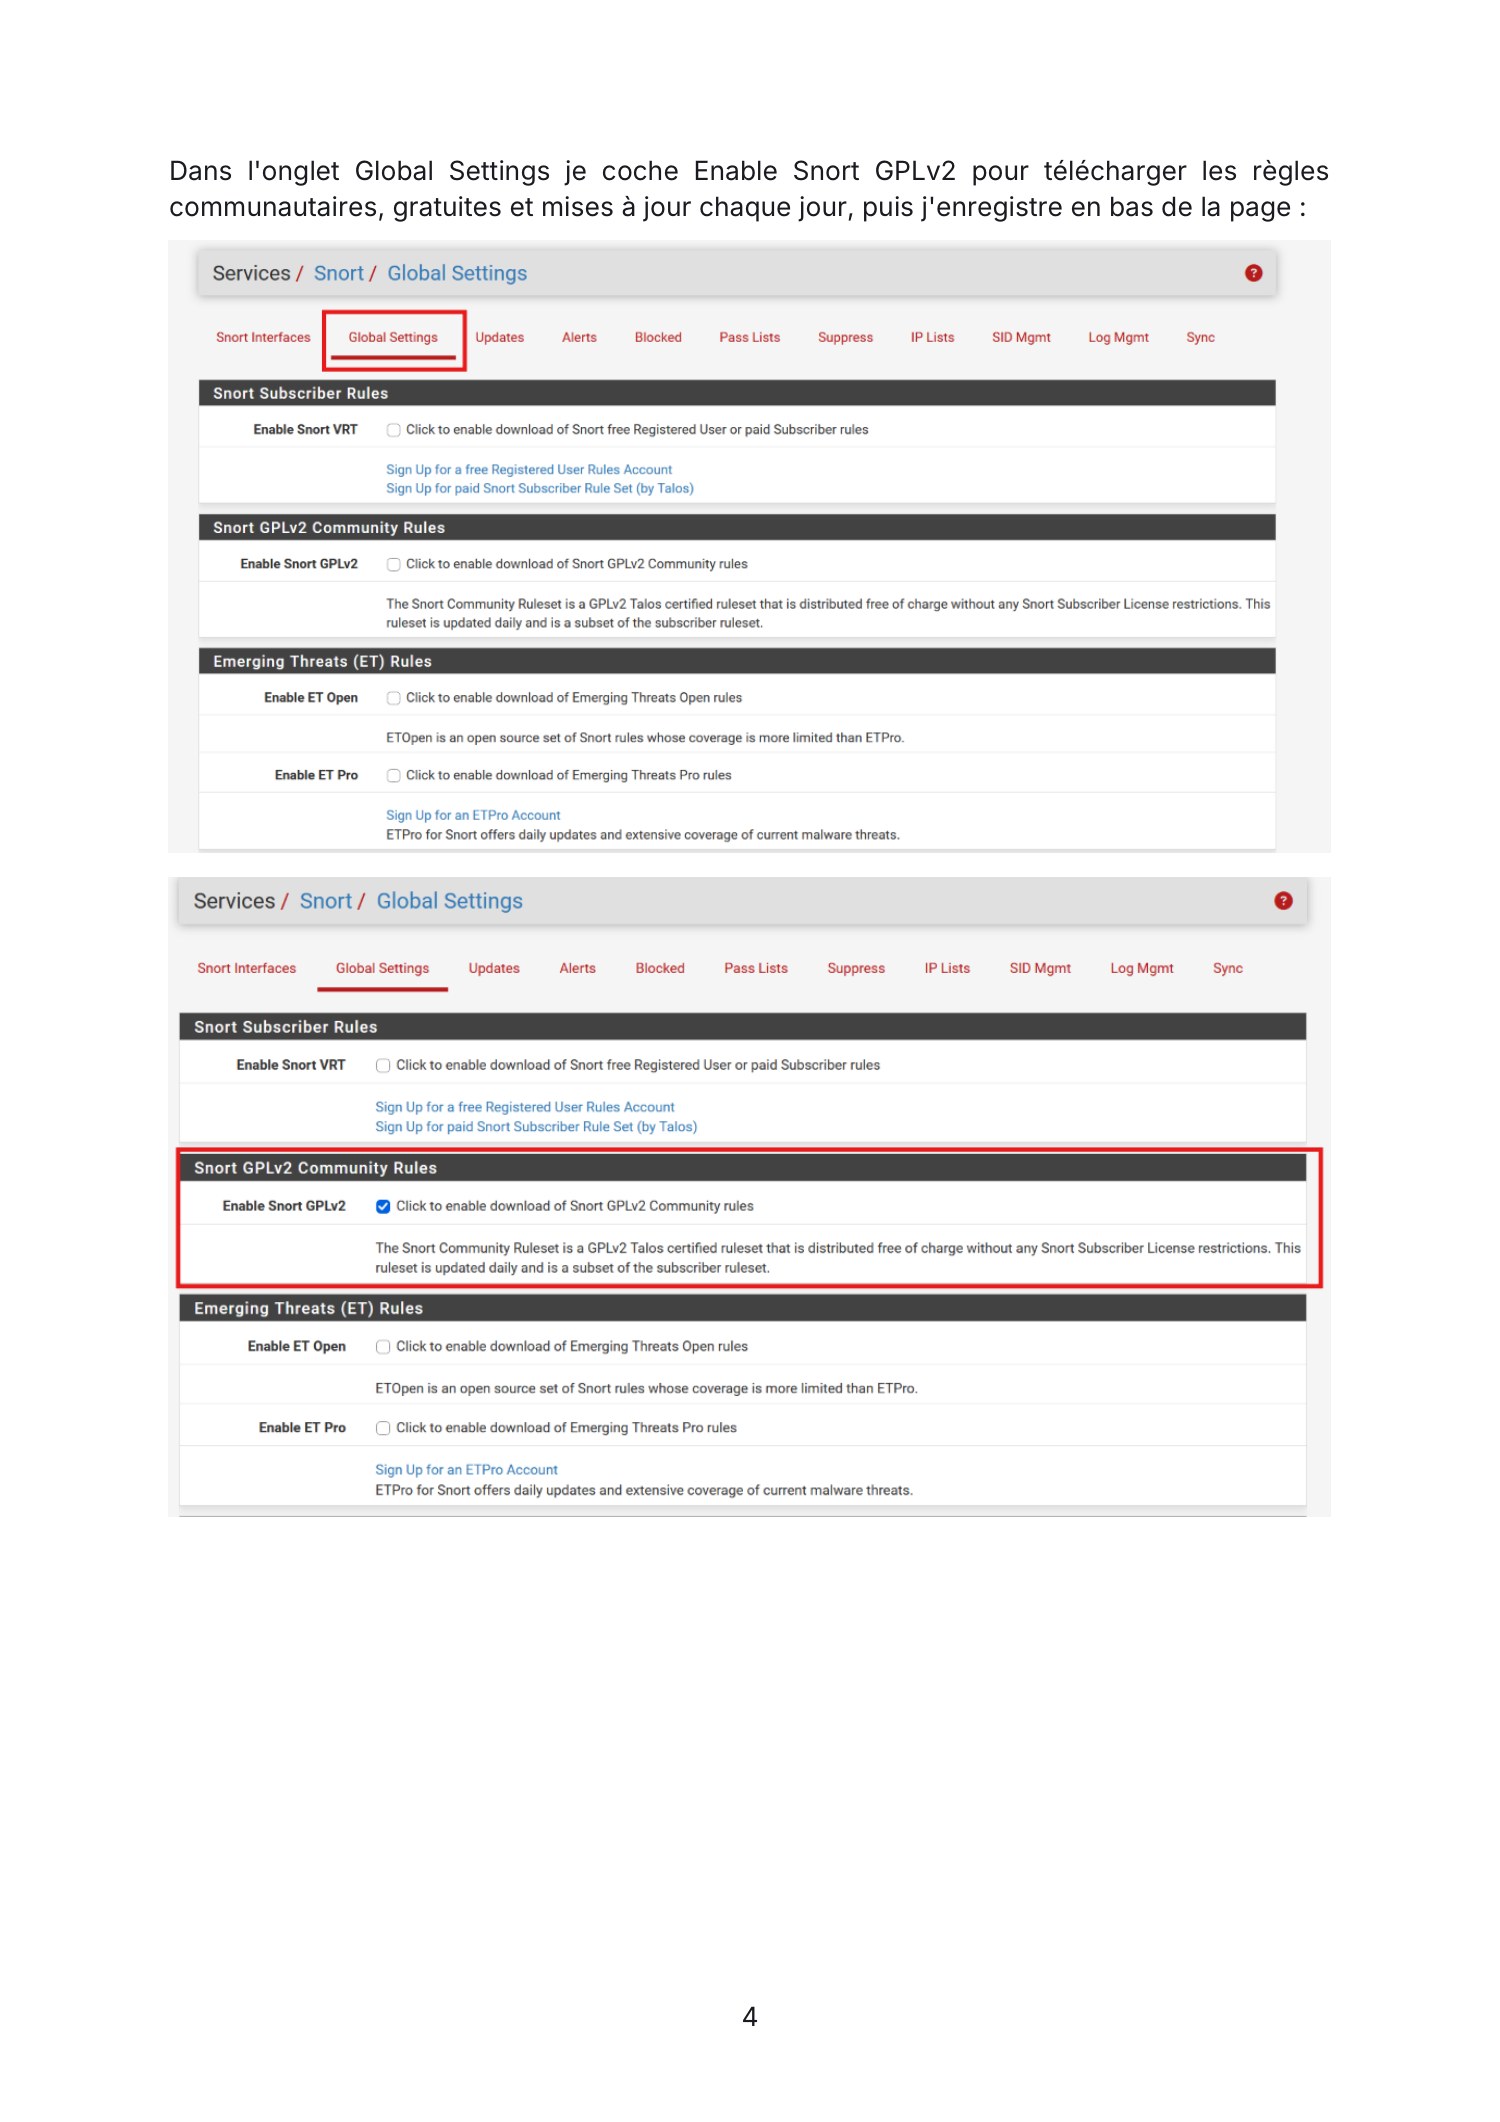 Dans l'onglet Global Settings je coche Enable Snort GPLv2 pour télécharger les règles
communautaires, gratuites et mises à jour chaque jour, puis j'enregistre en bas de la page :
Services / Snort / Global Settings
?
Snort Interfaces Global Settings Updates Alerts Blocked Pass Lists Suppress IP Lists SID Mgmt Log Mgmt Sync
Snort Subscriber Rules
Enable Snort VRT Click to enable download of Snort free Registered User or paid Subscriber rules
Sign Up for a free Registered User Rules Account
Sign Up for paid Snort Subscriber Rule Set (by Talos)
Snort GPLv2 Community Rules
Enable Snort GPLv2 Click to enable download of Snort GPLv2 Community rules
The Snort Community Ruleset is a GPLv2 Talos certified ruleset that is distributed free of charge without any Snort Subscriber License restrictions. This
ruleset is updated daily and is a subset of the subscriber ruleset.
Emerging Threats (ET) Rules
Enable ET Open Click to enable download of Emerging Threats Open rules
ETOpen is an open source set of Snort rules whose coverage is more limited than ETPro.
Enable ET Pro Click to enable download of Emerging Threats Pro rules
Sign Up for an ETPro Account
ETPro for Snort offers daily updates and extensive coverage of current malware threats.
Services / Snort / Global Settings
?
Snort Interfaces Global Settings Updates Alerts Blocked Pass Lists Suppress IP Lists SID Mgmt Log Mgmt Sync
Snort Subscriber Rules
Enable Snort VRT Click to enable download of Snort free Registered User or paid Subscriber rules
Sign Up for a free Registered User Rules Account
Sign Up for paid Snort Subscriber Rule Set (by Talos)
Snort GPLv2 Community Rules
Enable Snort GPLv2 Click to enable download of Snort GPLv2 Community rules
The Snort Community Ruleset is a GPLv2 Talos certified ruleset that is distributed free of charge without any Snort Subscriber License restrictions. This
ruleset is updated daily and is a subset of the subscriber ruleset.
Emerging Threats (ET) Rules
Enable ET Open Click to enable download of Emerging Threats Open rules
ETOpen is an open source set of Snort rules whose coverage is more limited than ETPro.
Enable ET Pro Click to enable download of Emerging Threats Pro rules
Sign Up for an ETPro Account
ETPro for Snort offers daily updates and extensive coverage of current malware threats.
4